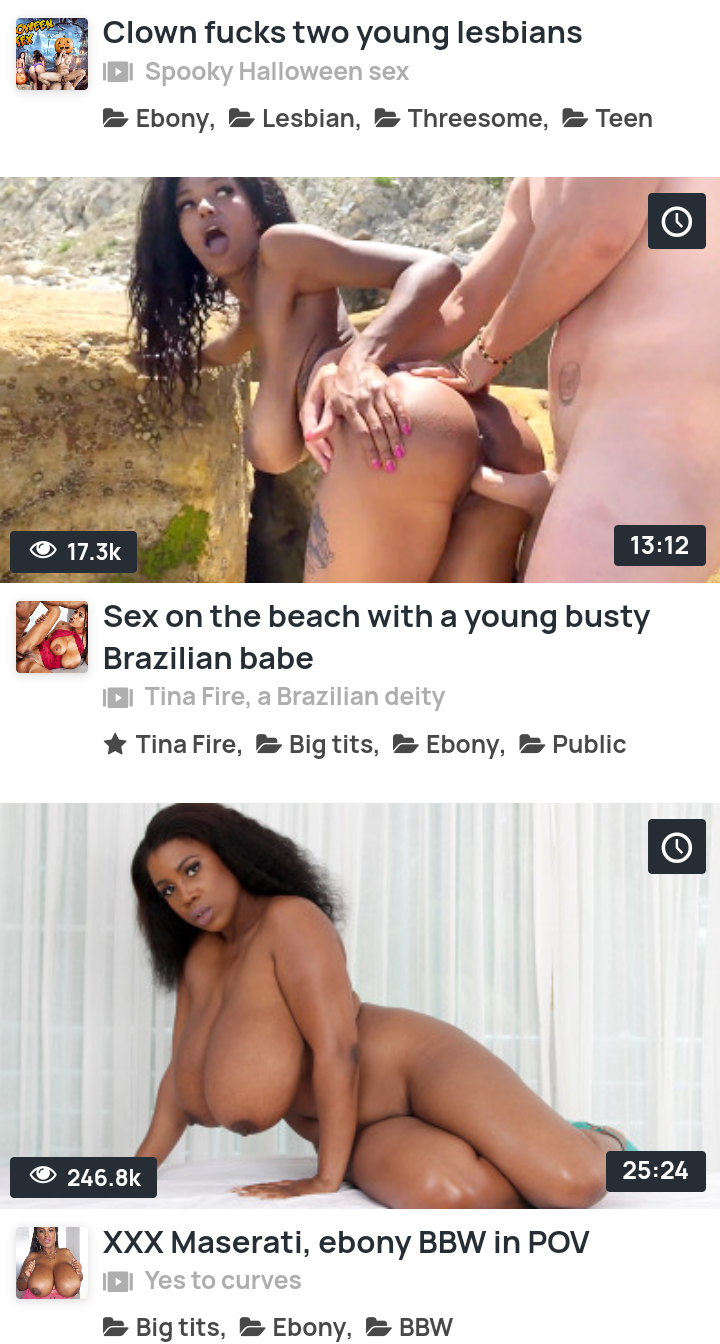 Clown fucks two young lesbians
Spooky Halloween sex
Ebony, Lesbian, Threesome, Teen
17.3k
13:12
Sex on the beach with a young busty
Brazilian babe
Tina Fire, a Brazilian deity
Tina Fire, Big tits, Ebony, Public
246.8k
25:24
XXX Maserati, ebony BBW in POV
Yes to curves
Big tits, Ebony, BBW